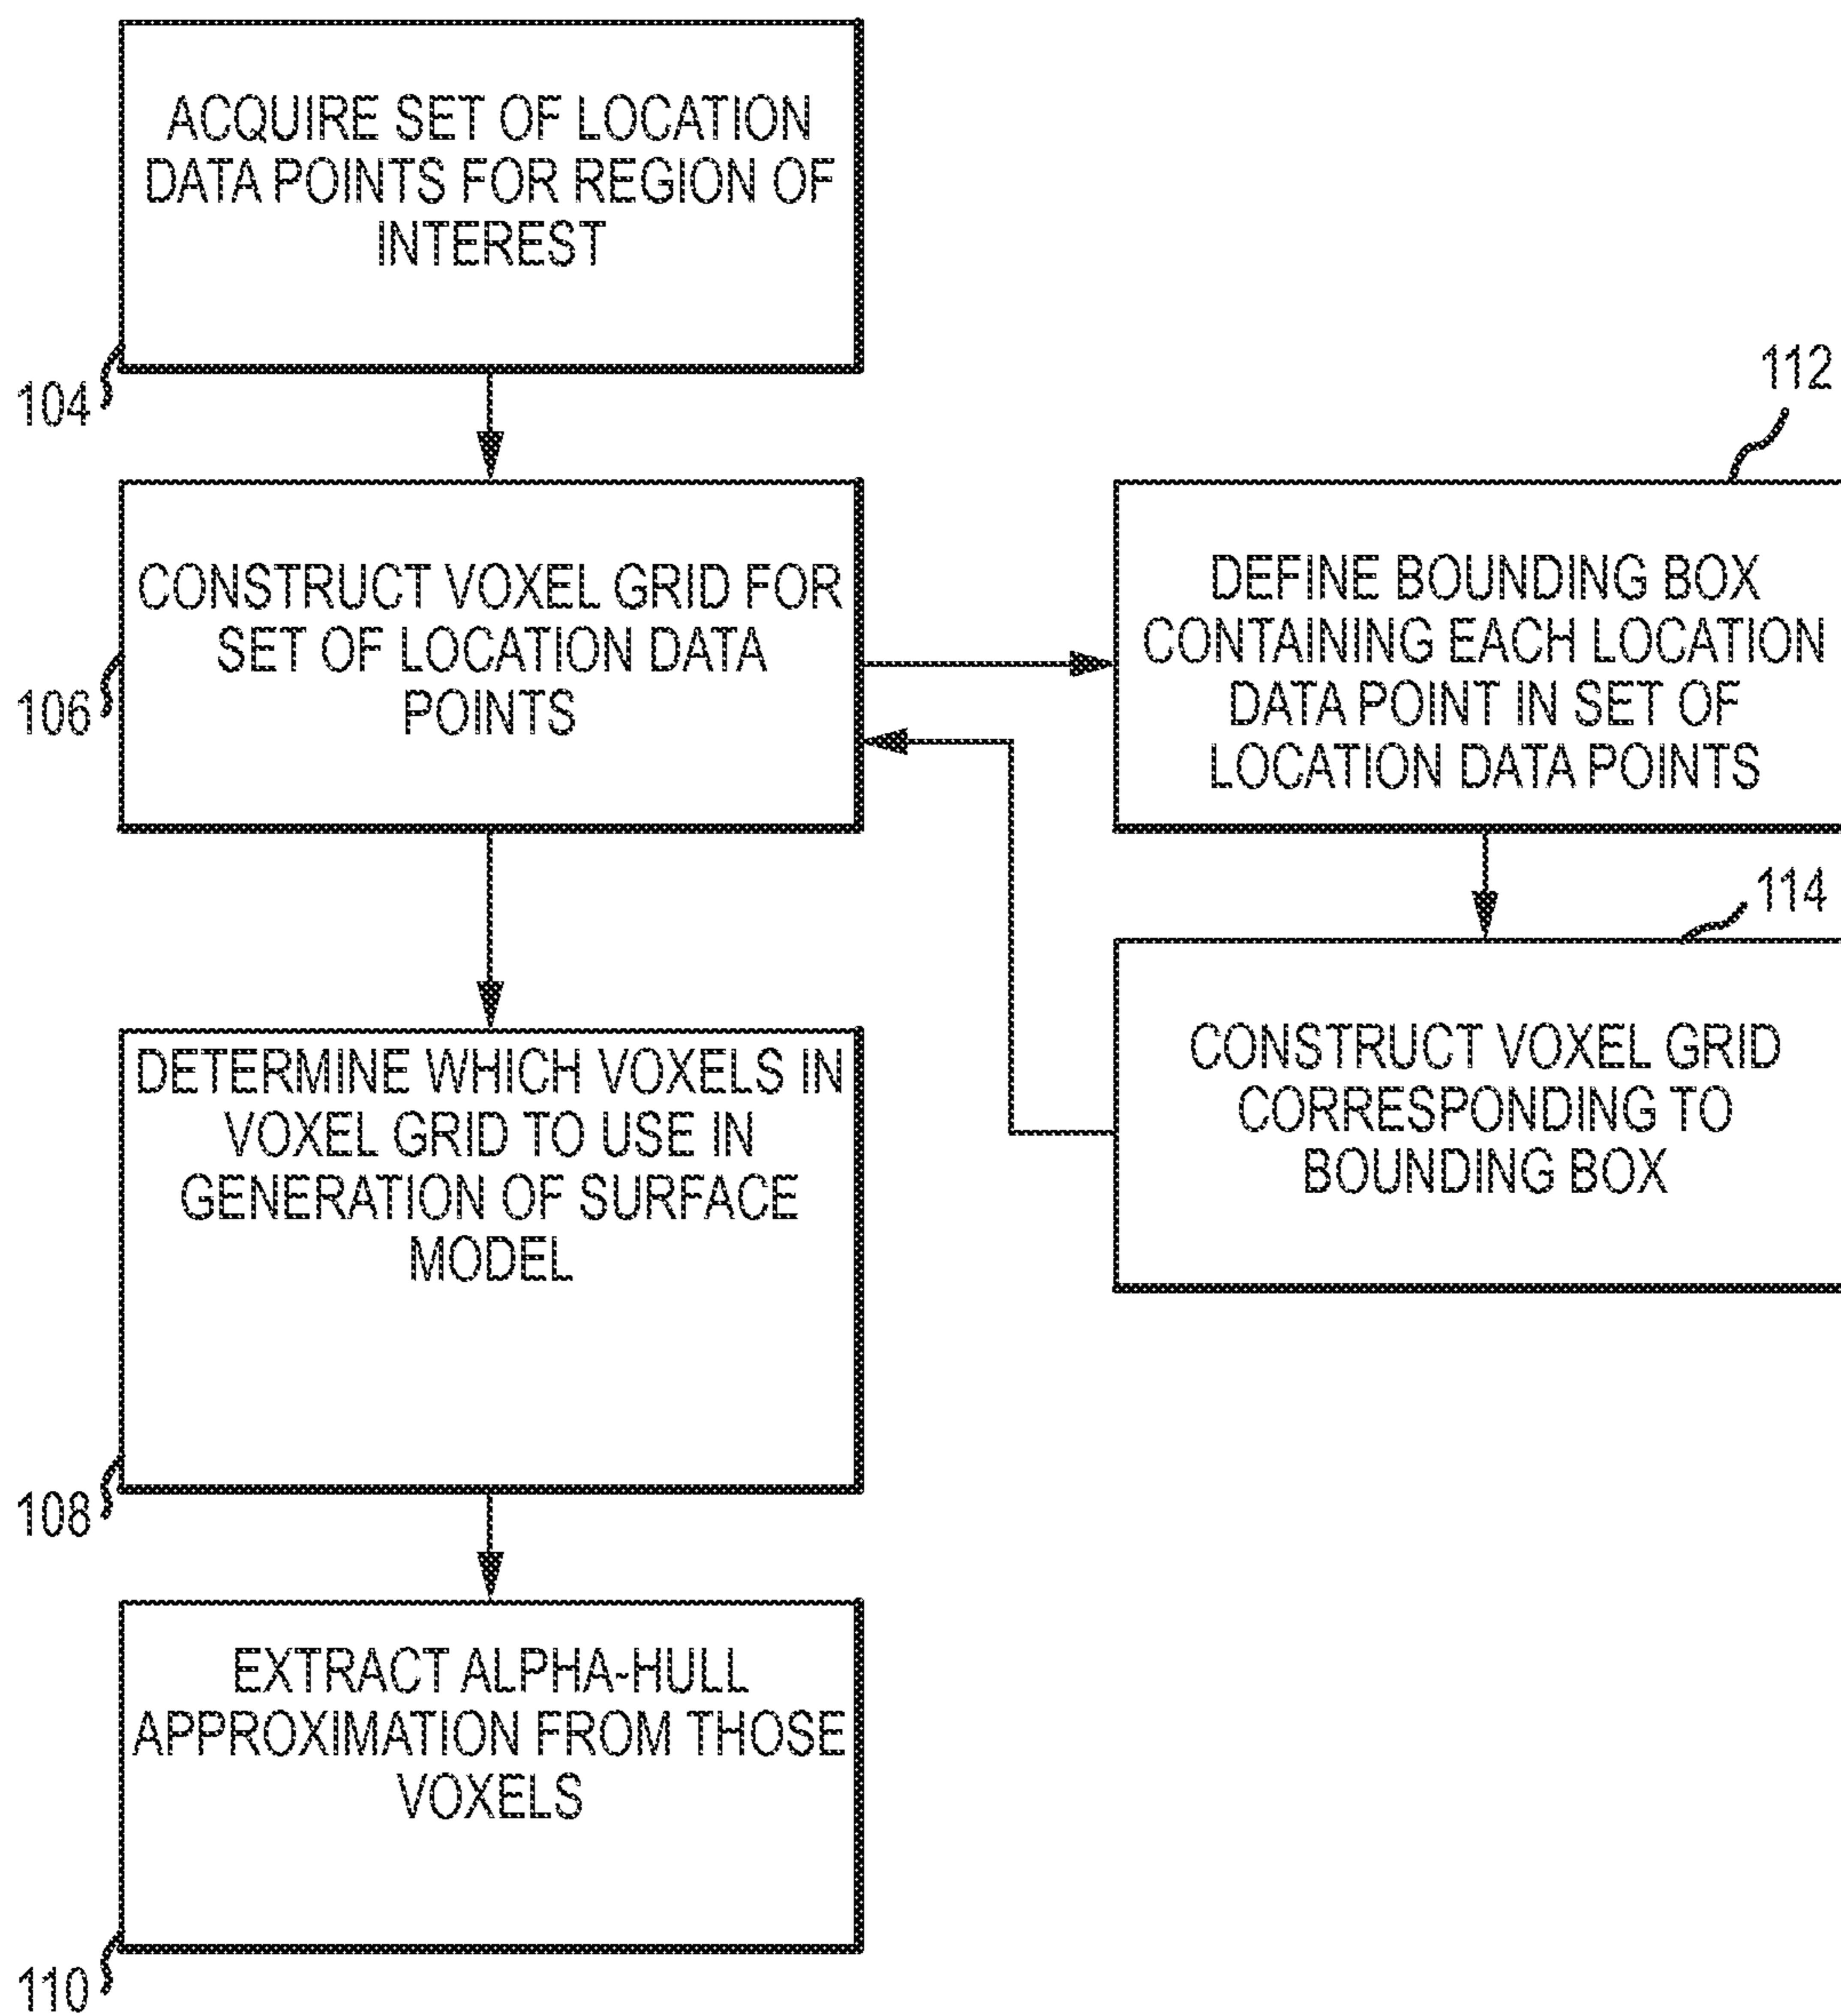 ACQUIRE SET OF LOCATION
DATA POINTS FOR REGION OF
INTEREST
104
CONSTRUCT VOXEL GRID FOR
SET OF LOCATION DATA
POINTS
106
112
DEFINE BOUNDING BOX
CONTAINING EACH LOCATION
DATA POINT IN SET OF
LOCATION DATA POINTS
114
CONSTRUCT VOXEL GRID
CORRESPONDING TO
BOUNDING BOX
DETERMINE WHICH VOXELS IN
VOXEL GRID TO USE IN
GENERATION OF SURFACE
MODEL
108
EXTRACT ALPHA-HULL
APPROXIMATION FROM THOSE
VOXELS
110